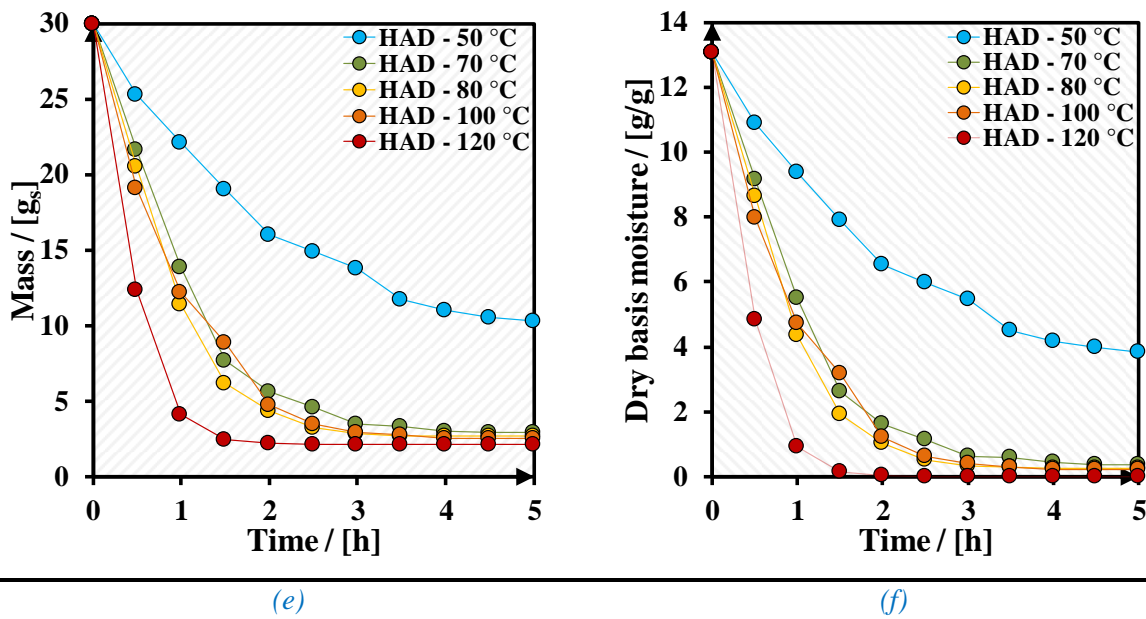 30
25
20
15
10
5
0
Mass / [gs]
HAD - 50 °C
HAD - 70 °C
HAD - 80 °C
HAD - 100 °C
HAD - 120 °C
0 1 2 3 4 5
Time / [h]
(e)
14
12
10
8
6
4
2
0
Dry basis moisture / [g/g]
HAD - 50 °C
HAD - 70 °C
HAD - 80 °C
HAD - 100 °C
HAD - 120 °C
0 1 2 3 4 5
Time / [h]
(f)